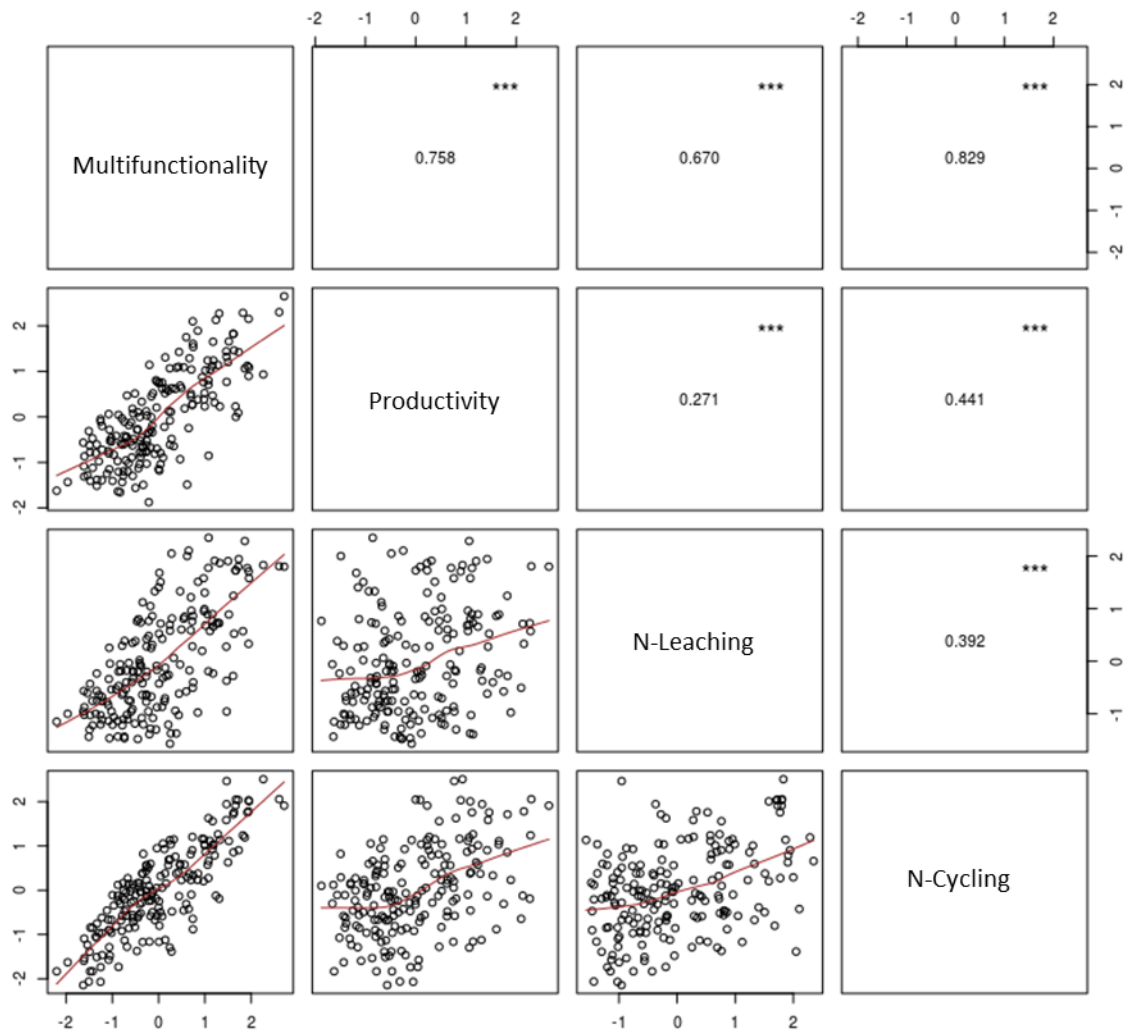 -2 -1 0 1 2 -2 -1 0 1 2
*** *** *** 2
Multifunctionality 0.758 0.670 0.829 1
0
-1
-2
2 *** ***
1
Productivity 0.271 0.441
0
-1
-2
*** 2
1
N-Leaching 0.392
0
-1
2
1
0 N-Cycling
-1
-2
-2 -1 0 1 2 -1 0 1 2